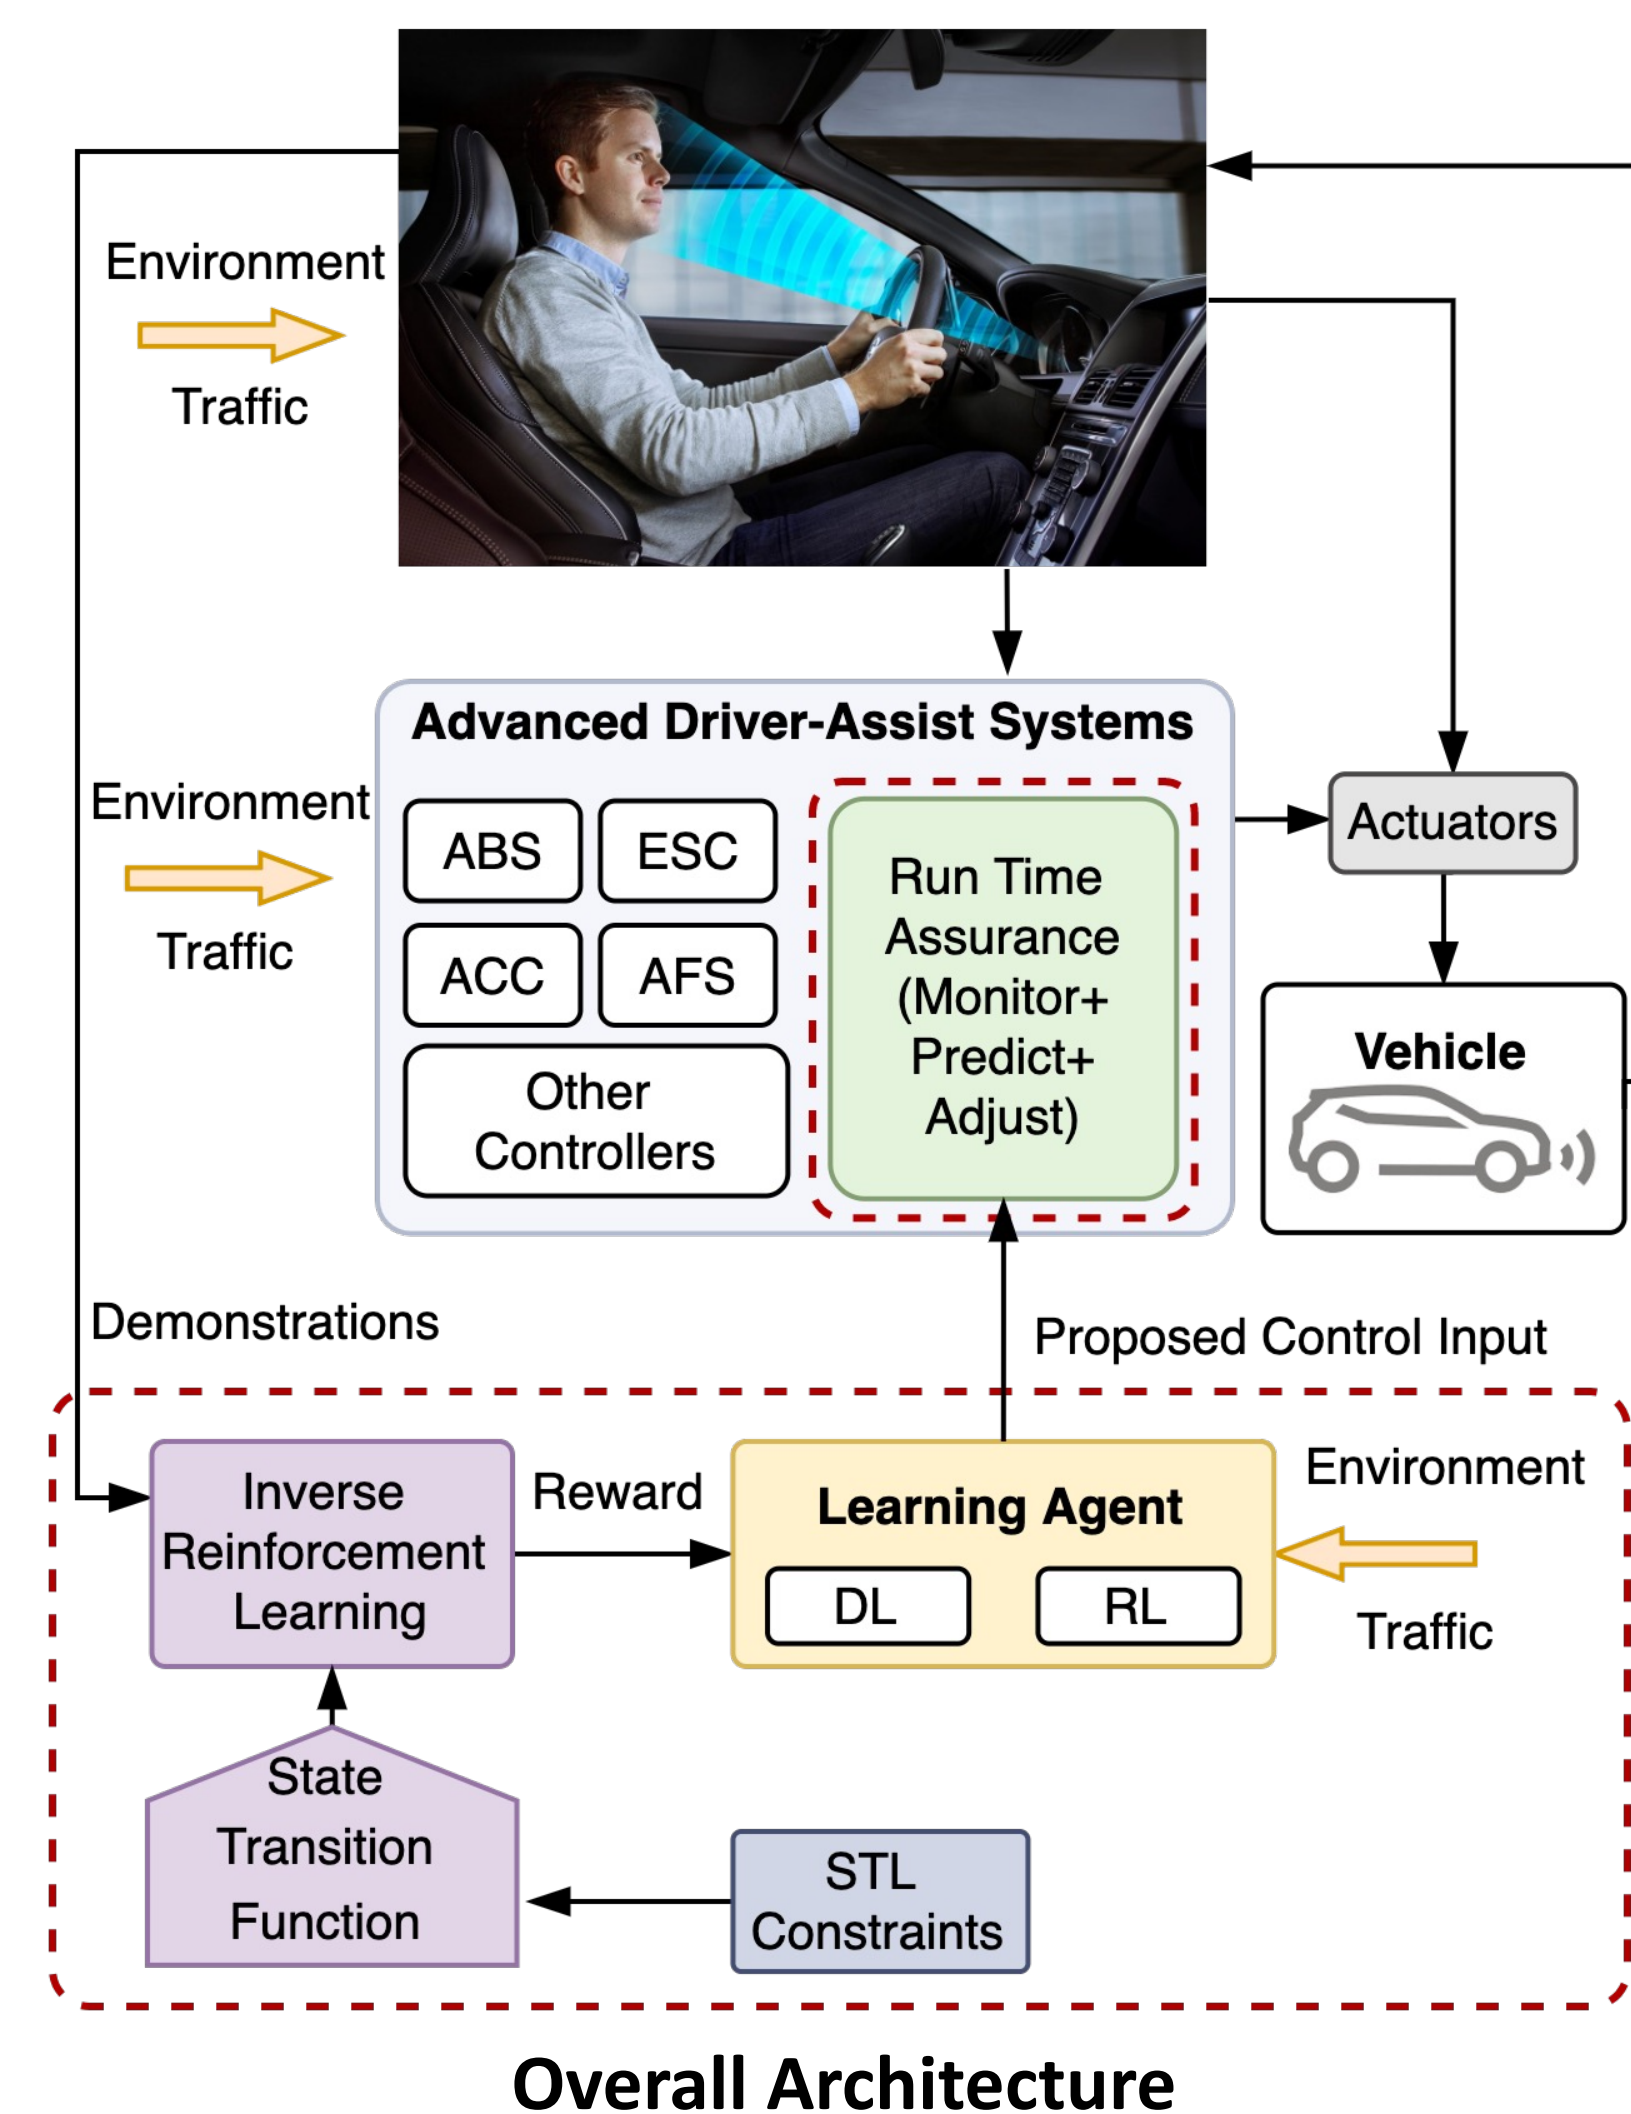 Environment
Traffic
Advanced Driver-Assist Systems
Environment
Traffic
ABS
ESC
ACC
AFS
Other
Controllers
Run Time
Assurance
(Monitor+
Predict+
Adjust)
Actuators
Vehicle
Demonstrations
Proposed Control Input
Inverse
Reinforcement
Learning
Reward
Learning Agent
DL
RL
Environment
Traffic
State
Transition
Function
STL
Constraints
Overall Architecture